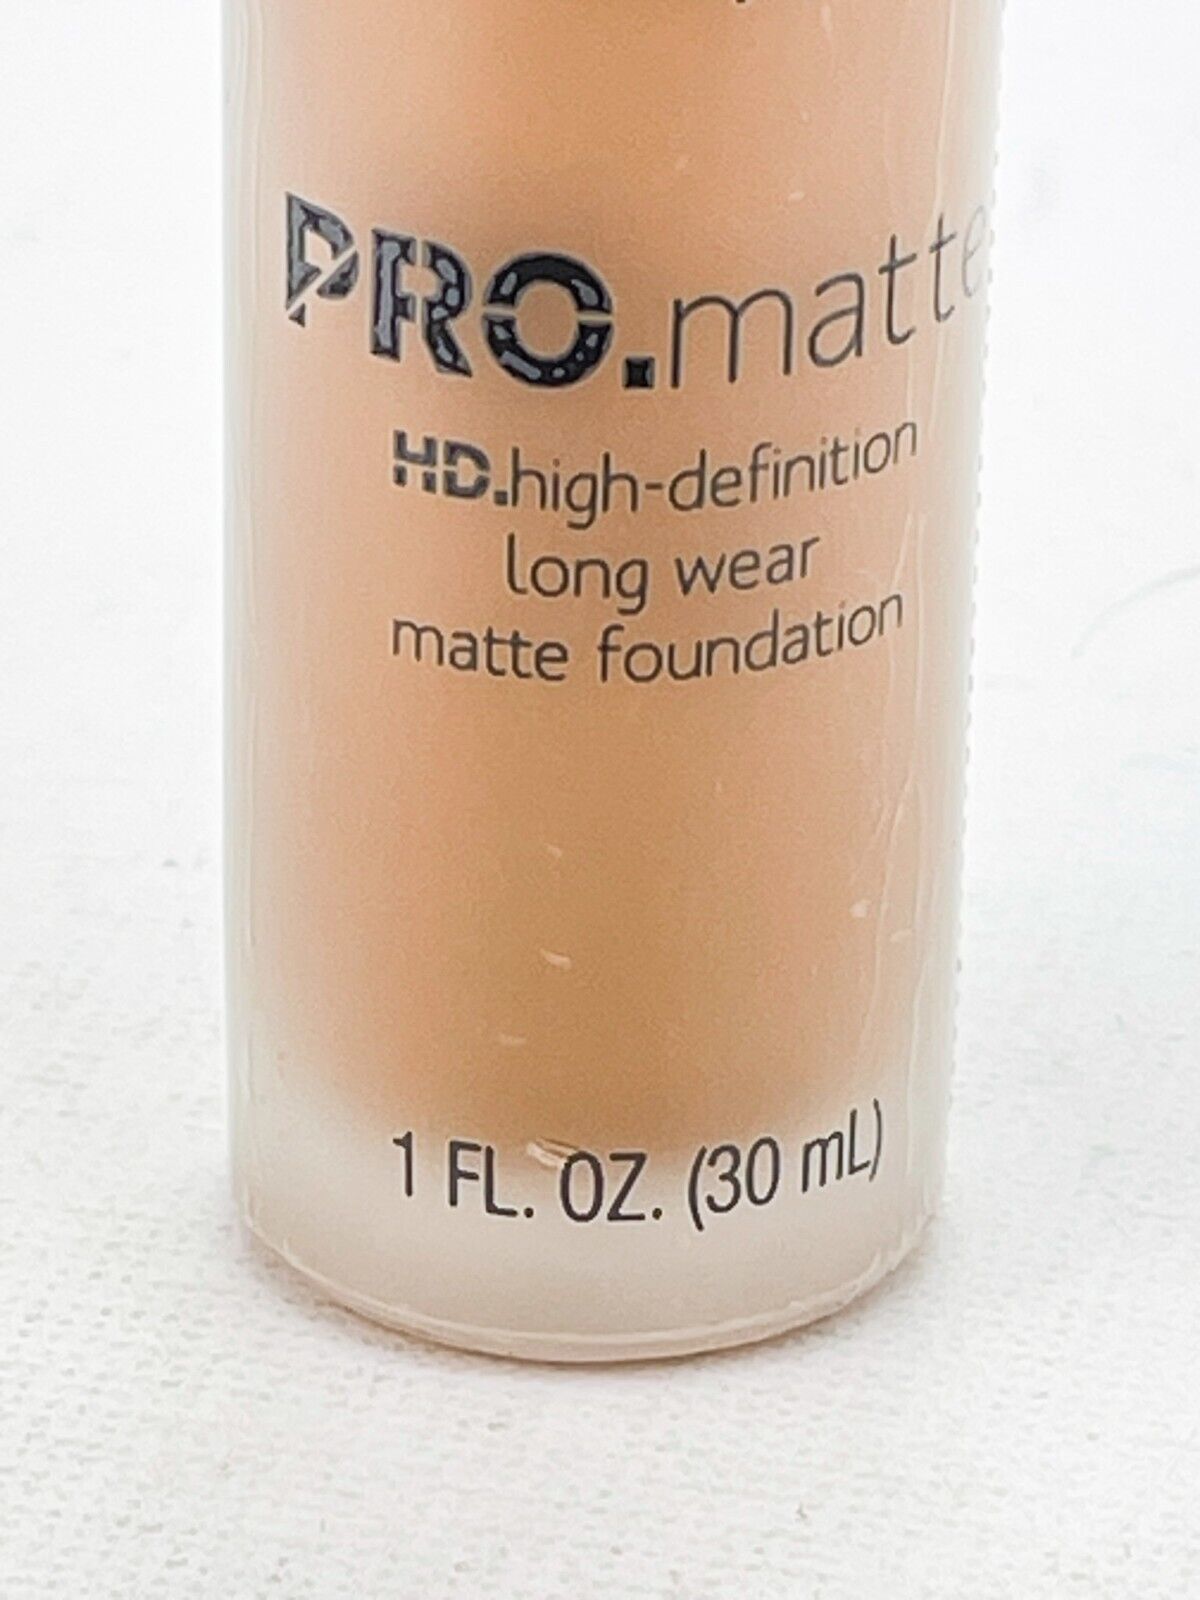 PRO.matte
HD.high-definition
long wear
matte foundation
1 FL. OZ. (30 mL)